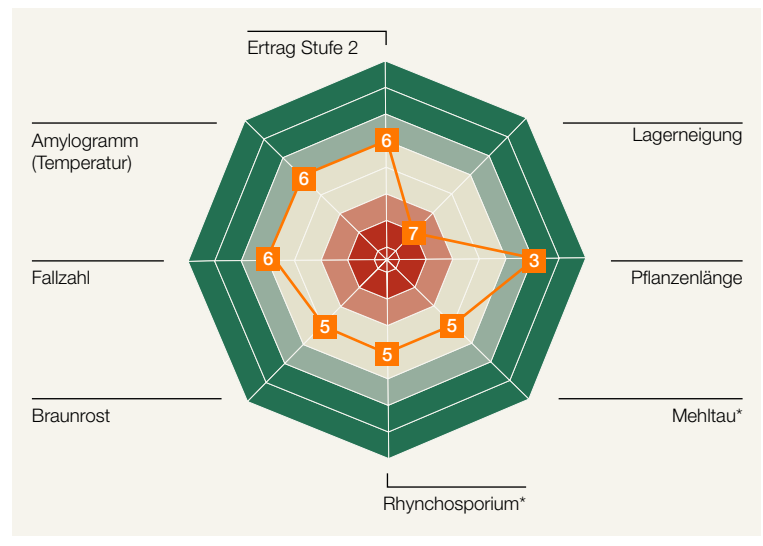 Ertrag Stufe 2
Amylogramm
(Temperatur)
Lagerneigung
6
6
7
6
3
Fallzahl
Pflanzenlänge
5
5
5
Braunrost
Mehltau*
Rhynchosporium*